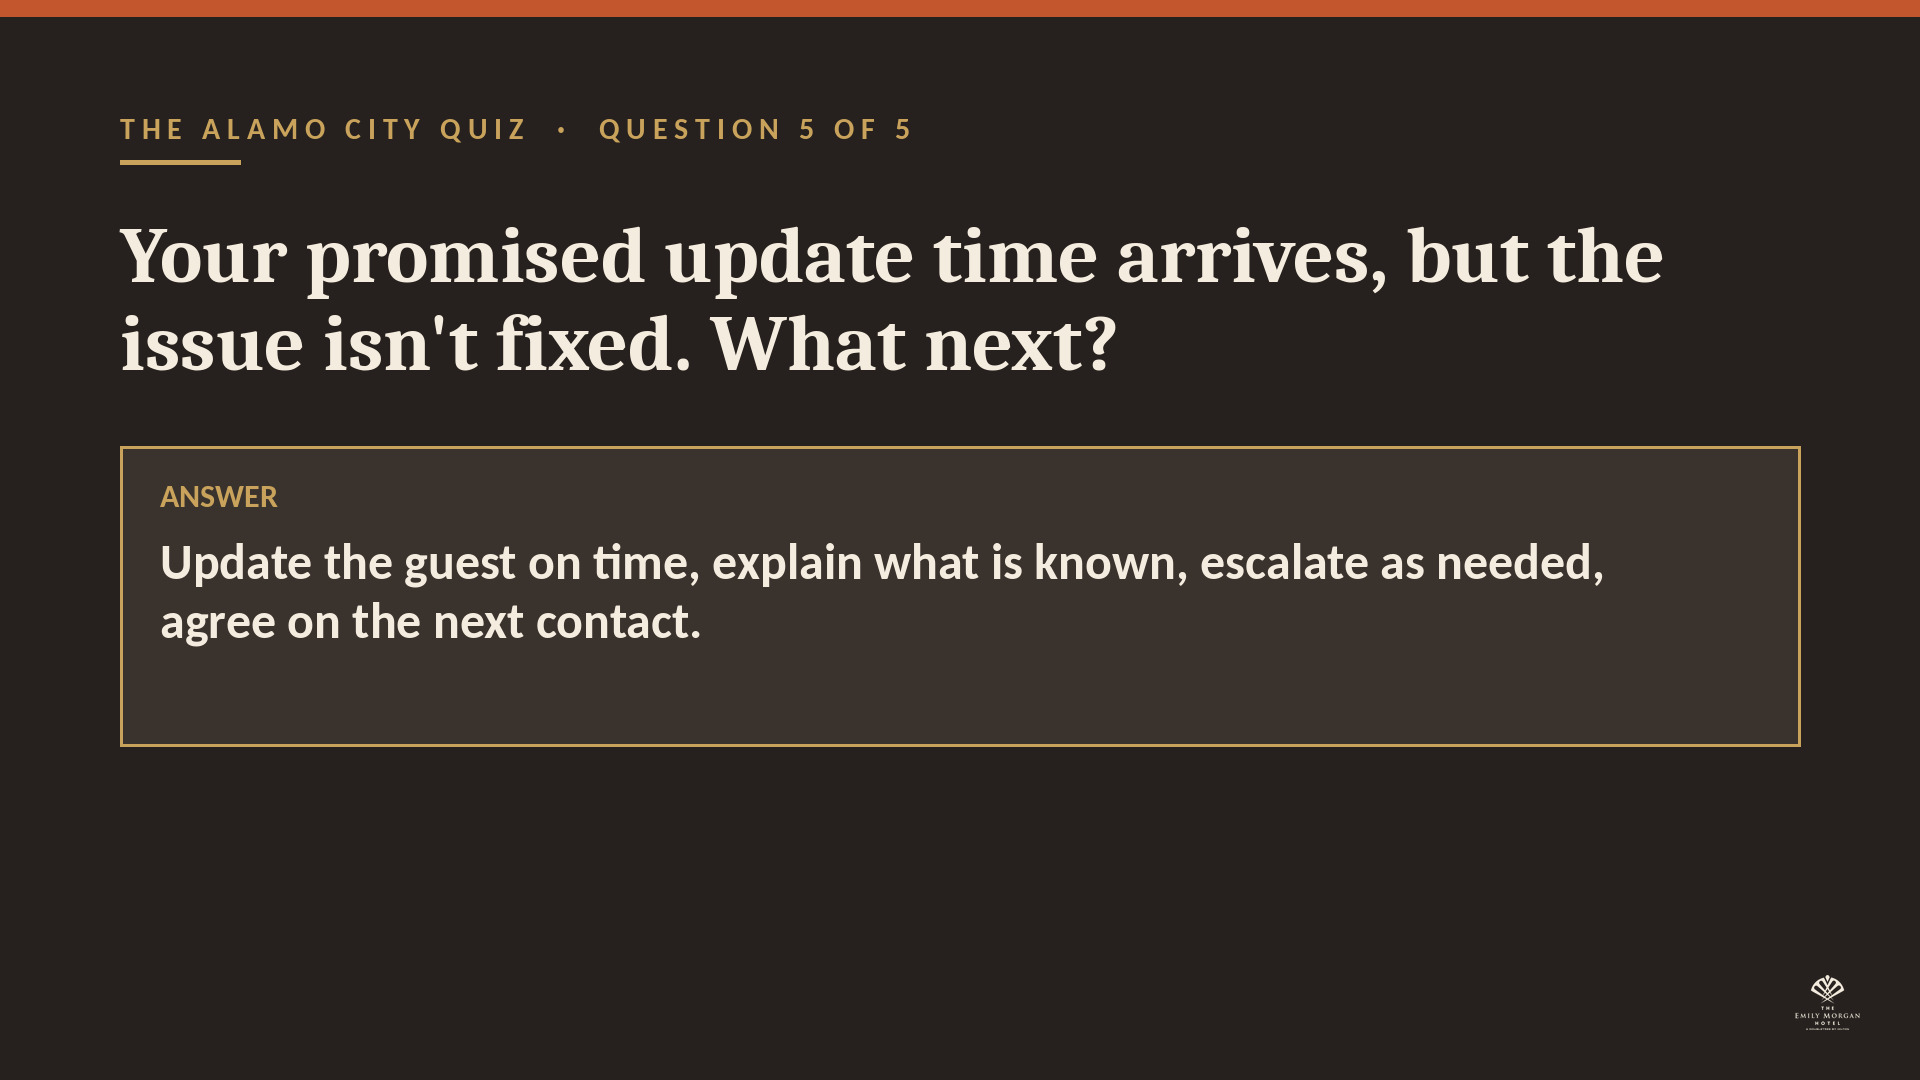 THE ALAMO CITY QUIZ · QUESTION 5 OF 5
Your promised update time arrives, but the
issue isn't fixed. What next?
ANSWER
Update the guest on time, explain what is known, escalate as needed,
agree on the next contact.
THE
EMILY MORGAN
HOTEL